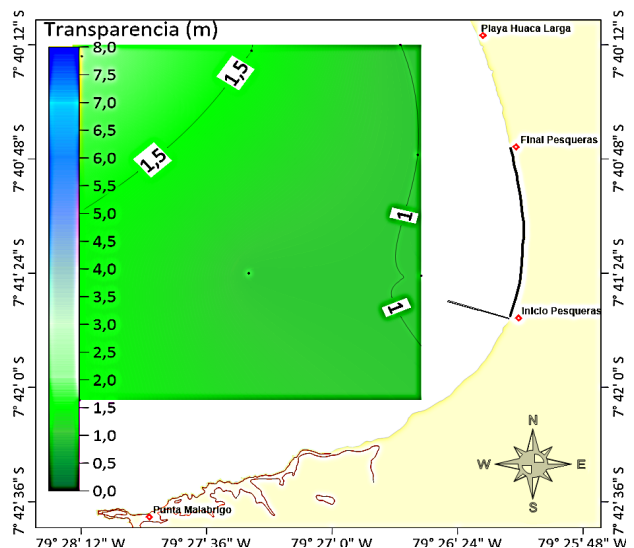 Transparencia (m)
8,0
7,5
7,0
6,5
6,0
5,5
5,0
4,5
4,0
3,5
3,0
2,5
2,0
1,5
1,0
0,5
0,0
1,5
1,5
1
1
Playa Huaca Larga
Final Pesqueras
Inicio Pesqueras
Punta Malabrigo
N
W
E
S
7° 40' 12" S
7° 40' 48" S
7° 41' 24" S
7° 42' 0" S
7° 42' 36" S
7° 40' 12" S
7° 40' 48" S
7° 41' 24" S
7° 42' 0" S
7° 42' 36" S
79° 28' 12" W
79° 27' 36" W
79° 27' 0" W
79° 26' 24" W
79° 25' 48" W